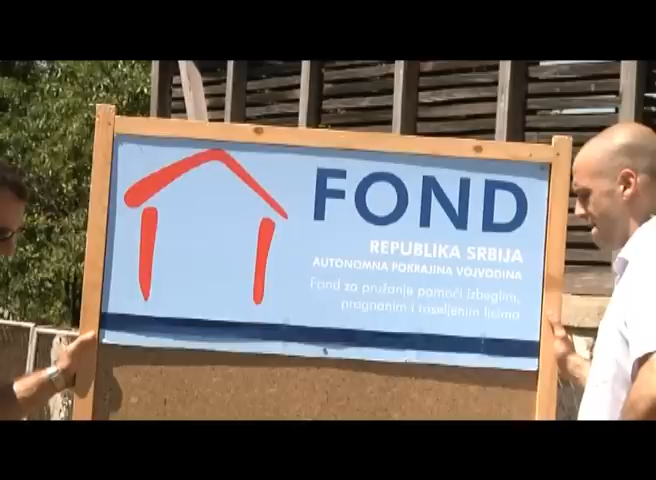 FOND
REPUBLIKA SRBIJA
AUTONOMNA POKRAJINA VOJVODINA
Fond za pružanje pomoći izbeglim,
prognanim i raseljenim licima